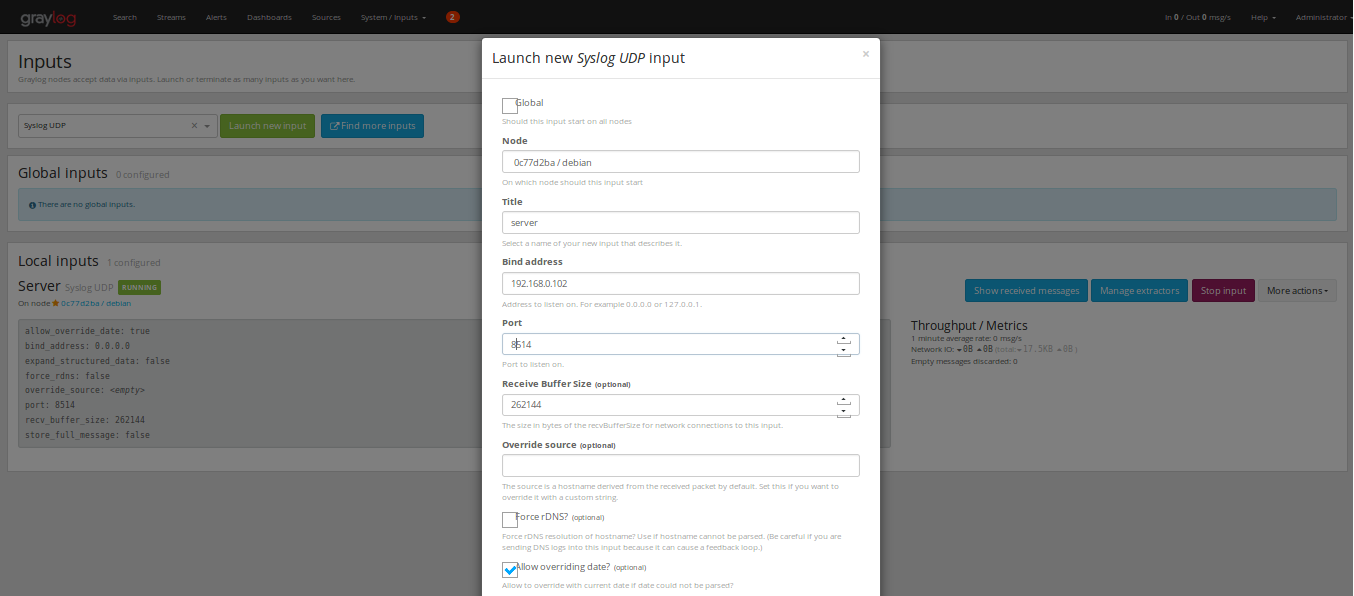 graylog
Search Streams Alerts Dashboards Sources System / Inputs 2 In 0 / Out 0 msg/s Help Administrator
Inputs
Graylog nodes accept data via inputs. Launch or terminate as many inputs as you want here.
Syslog UDP × Launch new input Find more inputs
Global inputs 0 configured
There are no global inputs.
Local inputs 1 configured
Server Syslog UDP RUNNING
On node 0c77d2ba / debian
Show received messages Manage extractors Stop input More actions
allow_override_date: true
bind_address: 0.0.0.0
expand_structured_data: false
force_rdns: false
override_source: <empty>
port: 8514
recv_buffer_size: 262144
store_full_message: false
Throughput / Metrics
1 minute average rate: 0 msg/s
Network IO: 0B 0B (total: 17.5KB 0B )
Empty messages discarded: 0
Launch new Syslog UDP input ×
Global
Should this input start on all nodes
Node
0c77d2ba / debian
On which node should this input start
Title
server
Select a name of your new input that describes it.
Bind address
192.168.0.102
Address to listen on. For example 0.0.0.0 or 127.0.0.1.
Port
8514
Port to listen on.
Receive Buffer Size (optional)
262144
The size in bytes of the recvBufferSize for network connections to this input.
Override source (optional)
The source is a hostname derived from the received packet by default. Set this if you want to
override it with a custom string.
Force rDNS? (optional)
Force rDNS resolution of hostname? Use if hostname cannot be parsed. (Be careful if you are
sending DNS logs into this input because it can cause a feedback loop.)
Allow overriding date? (optional)
Allow to override with current date if date could not be parsed?